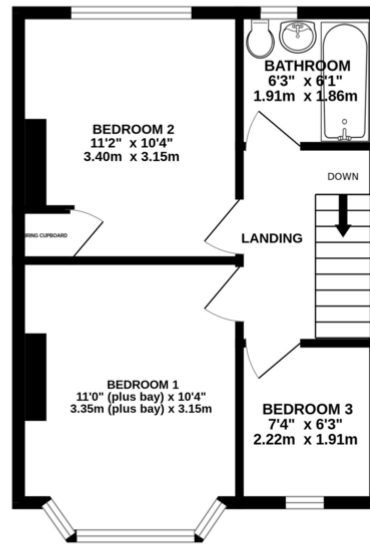 BATHROOM
6'3" x 6'1"
1.91m x 1.86m
BEDROOM 2
11'2" x 10'4"
3.40m x 3.15m
DOWN
RING CUPBOARD
LANDING
BEDROOM 1
11'0" (plus bay) x 10'4"
3.35m (plus bay) x 3.15m
BEDROOM 3
7'4" x 6'3"
2.22m x 1.91m